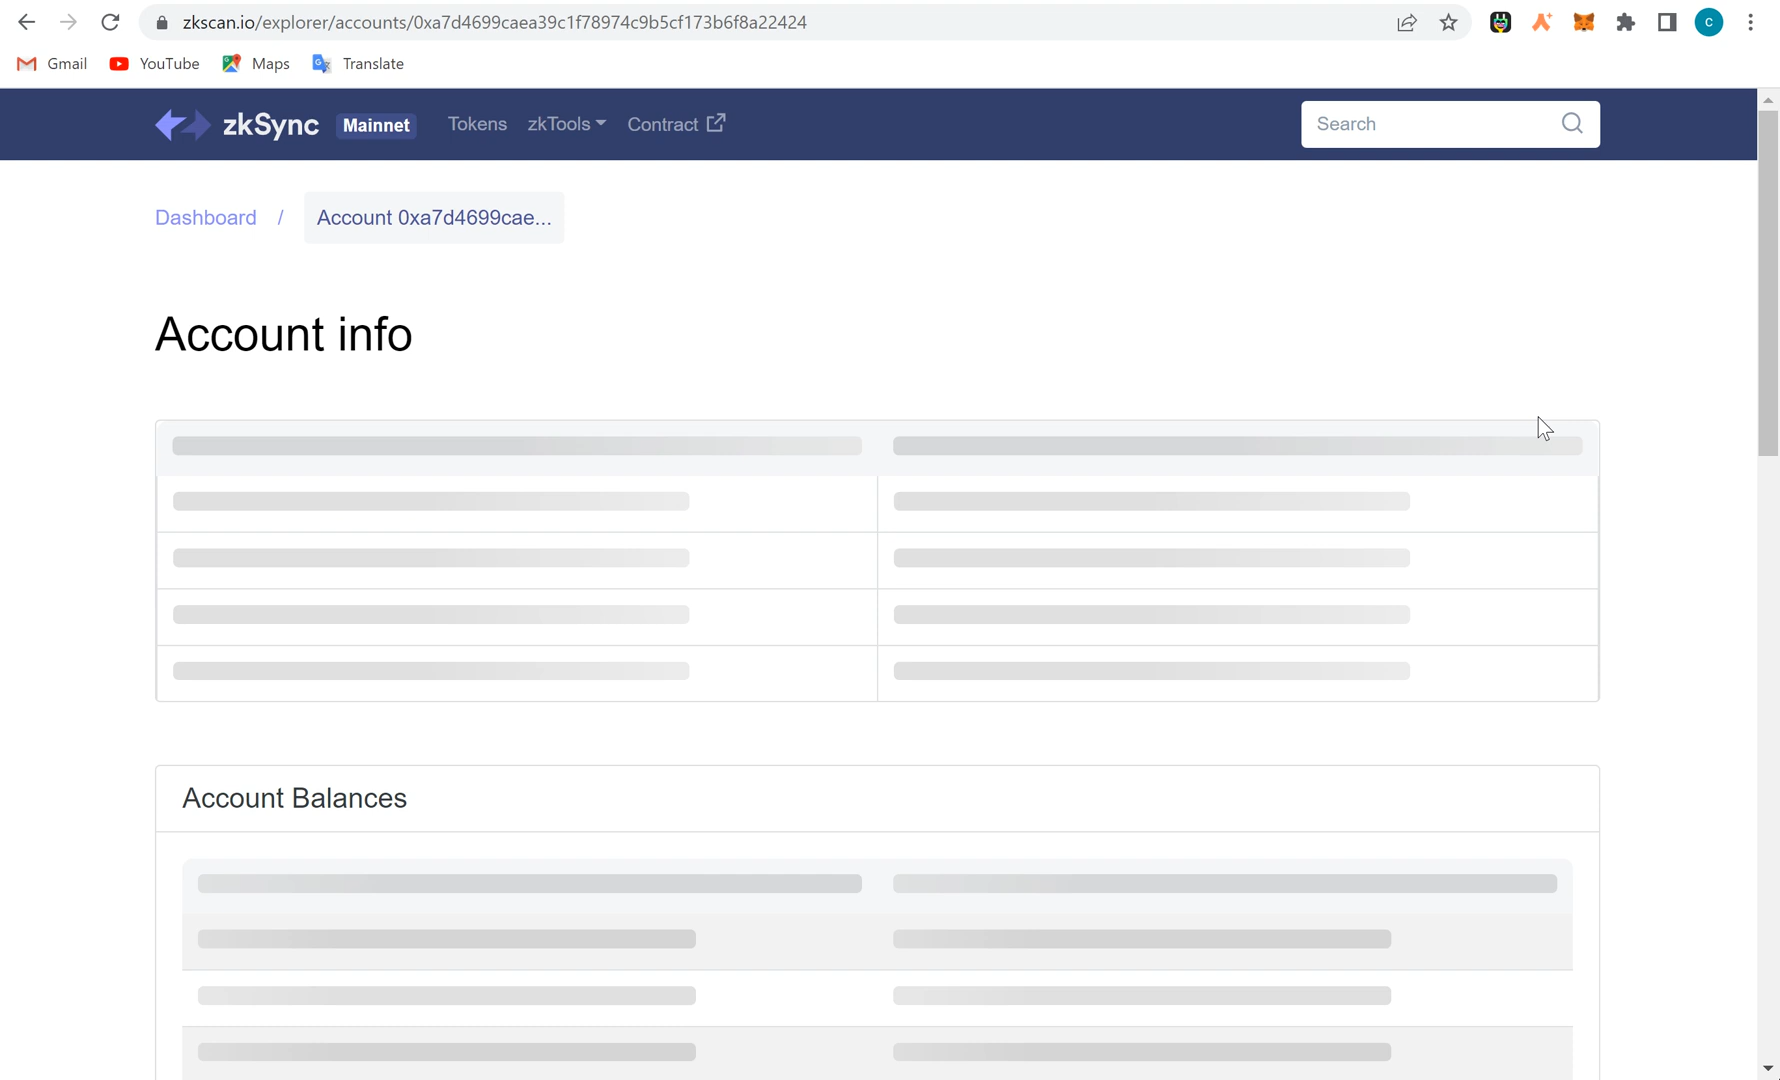 zkscan.io/explorer/accounts/0xa7d4699caea39c1f78974c9b5cf173b6f8a22424
C
Gmail YouTube Maps Translate
zkSync Mainnet Tokens zkTools Contract Search
Dashboard / Account 0xa7d4699cae...
Account info
Account Balances